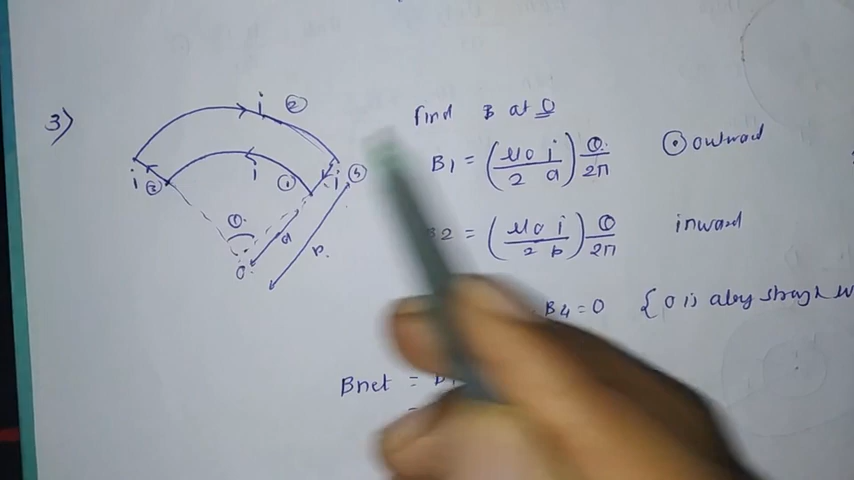 3)
i ②
i ③
i
①
i ④
θ
a
b
O
Find B at O
B₁ = (μ₀ i / 2 a) θ / 2π ⊙ outward
B2 = (μ₀ i / 2 b) θ / 2π inward
B₄ = 0 { O is along
Bnet = B₁
=